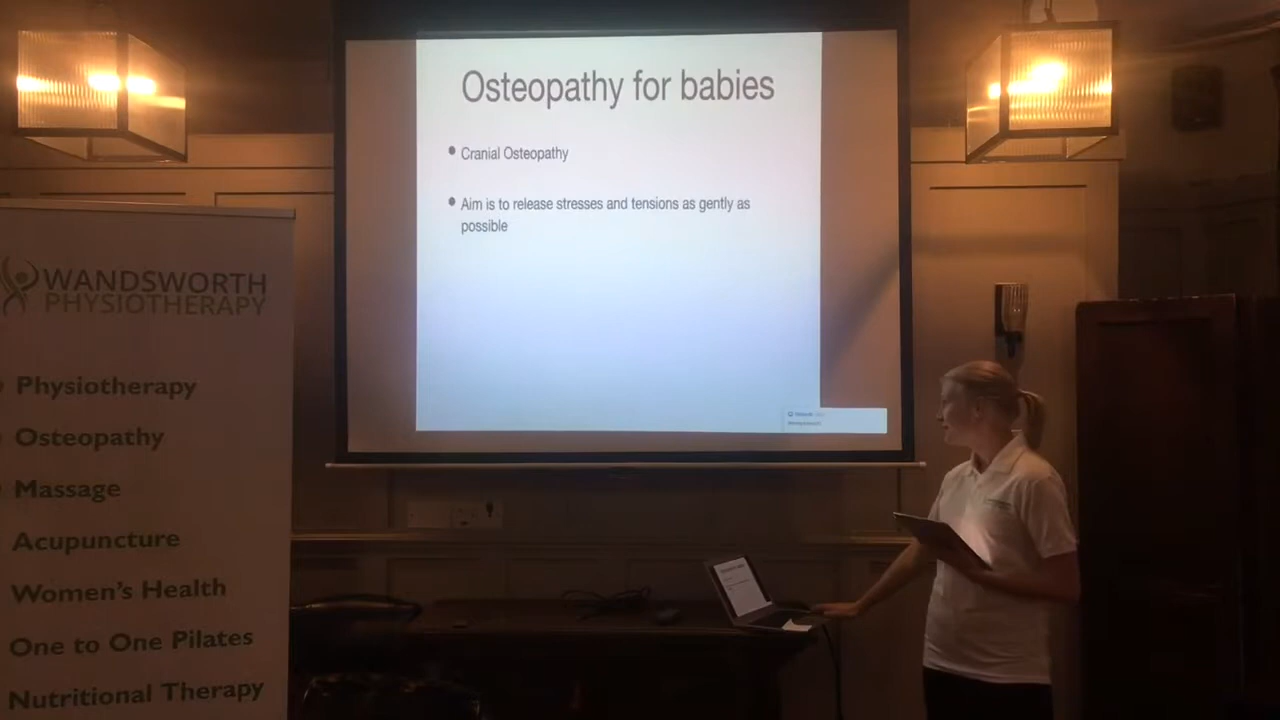 Osteopathy for babies
Cranial Osteopathy
Aim is to release stresses and tensions as gently as
possible
WANDSWORTH
PHYSIOTHERAPY
Physiotherapy
Osteopathy
Massage
Acupuncture
Women's Health
One to One Pilates
Nutritional Therapy